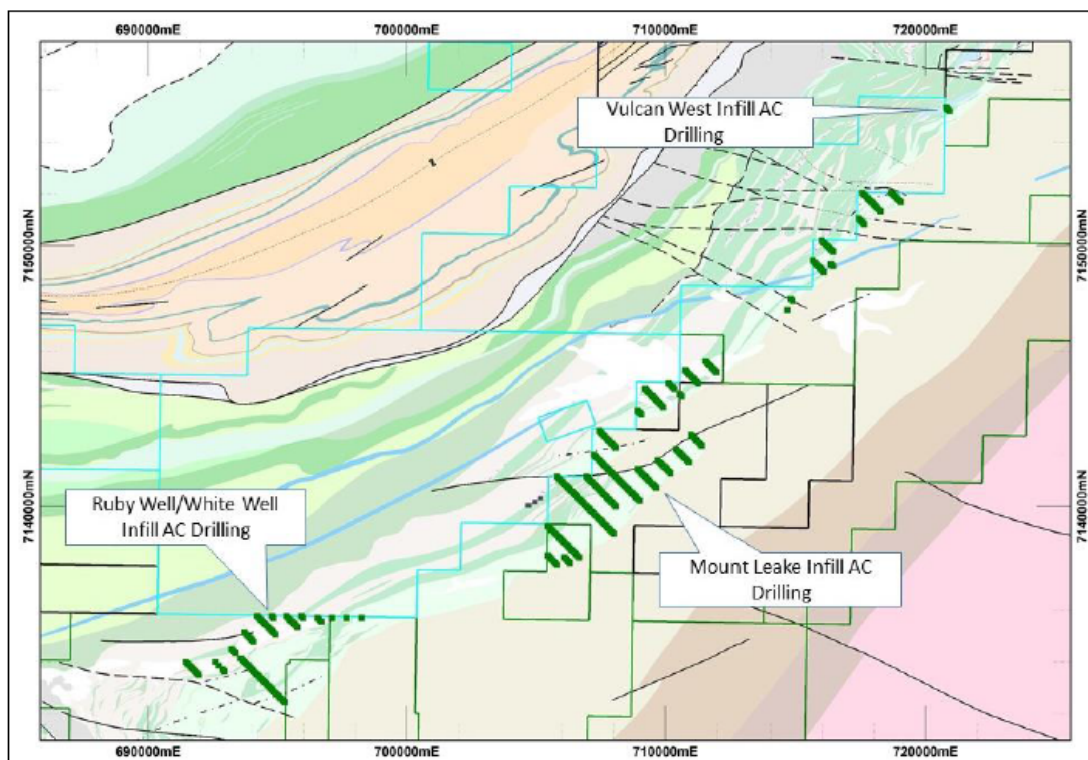 690000mE 700000mE 710000mE 720000mE
Vulcan West Infill AC
Drilling
7150000mN 7150000mN
7140000mN 7140000mN
Ruby Well/White Well
Infill AC Drilling
Mount Leake Infill AC
Drilling
690000mE 700000mE 710000mE 720000mE